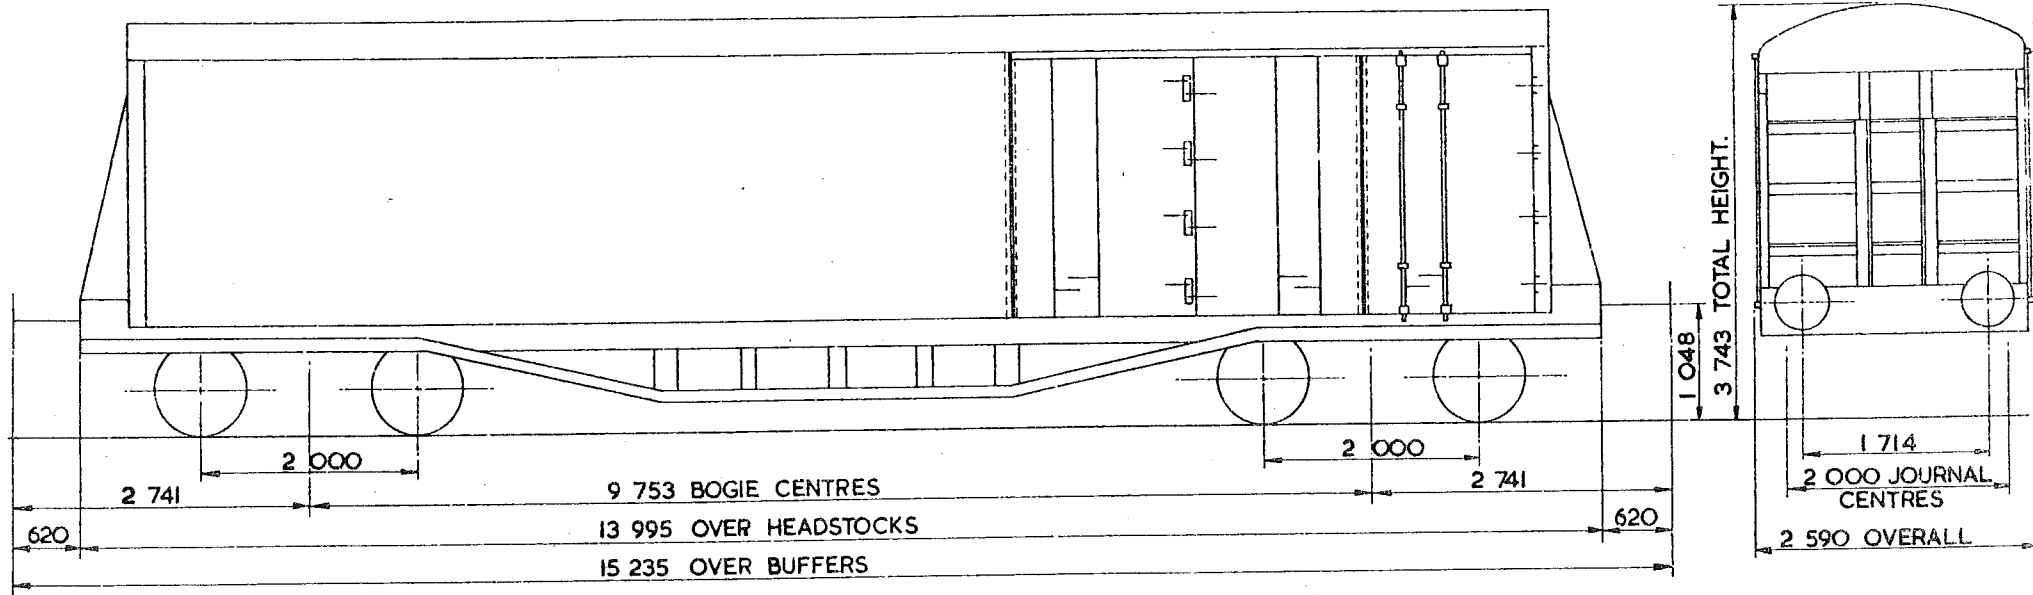 2 000
2 741
9 753 BOGIE CENTRES
2 000
2 741
620
13 995 OVER HEADSTOCKS
620
15 235 OVER BUFFERS
1 048
3 743 TOTAL HEIGHT.
1 714
2 000 JOURNAL
CENTRES
2 590 OVERALL